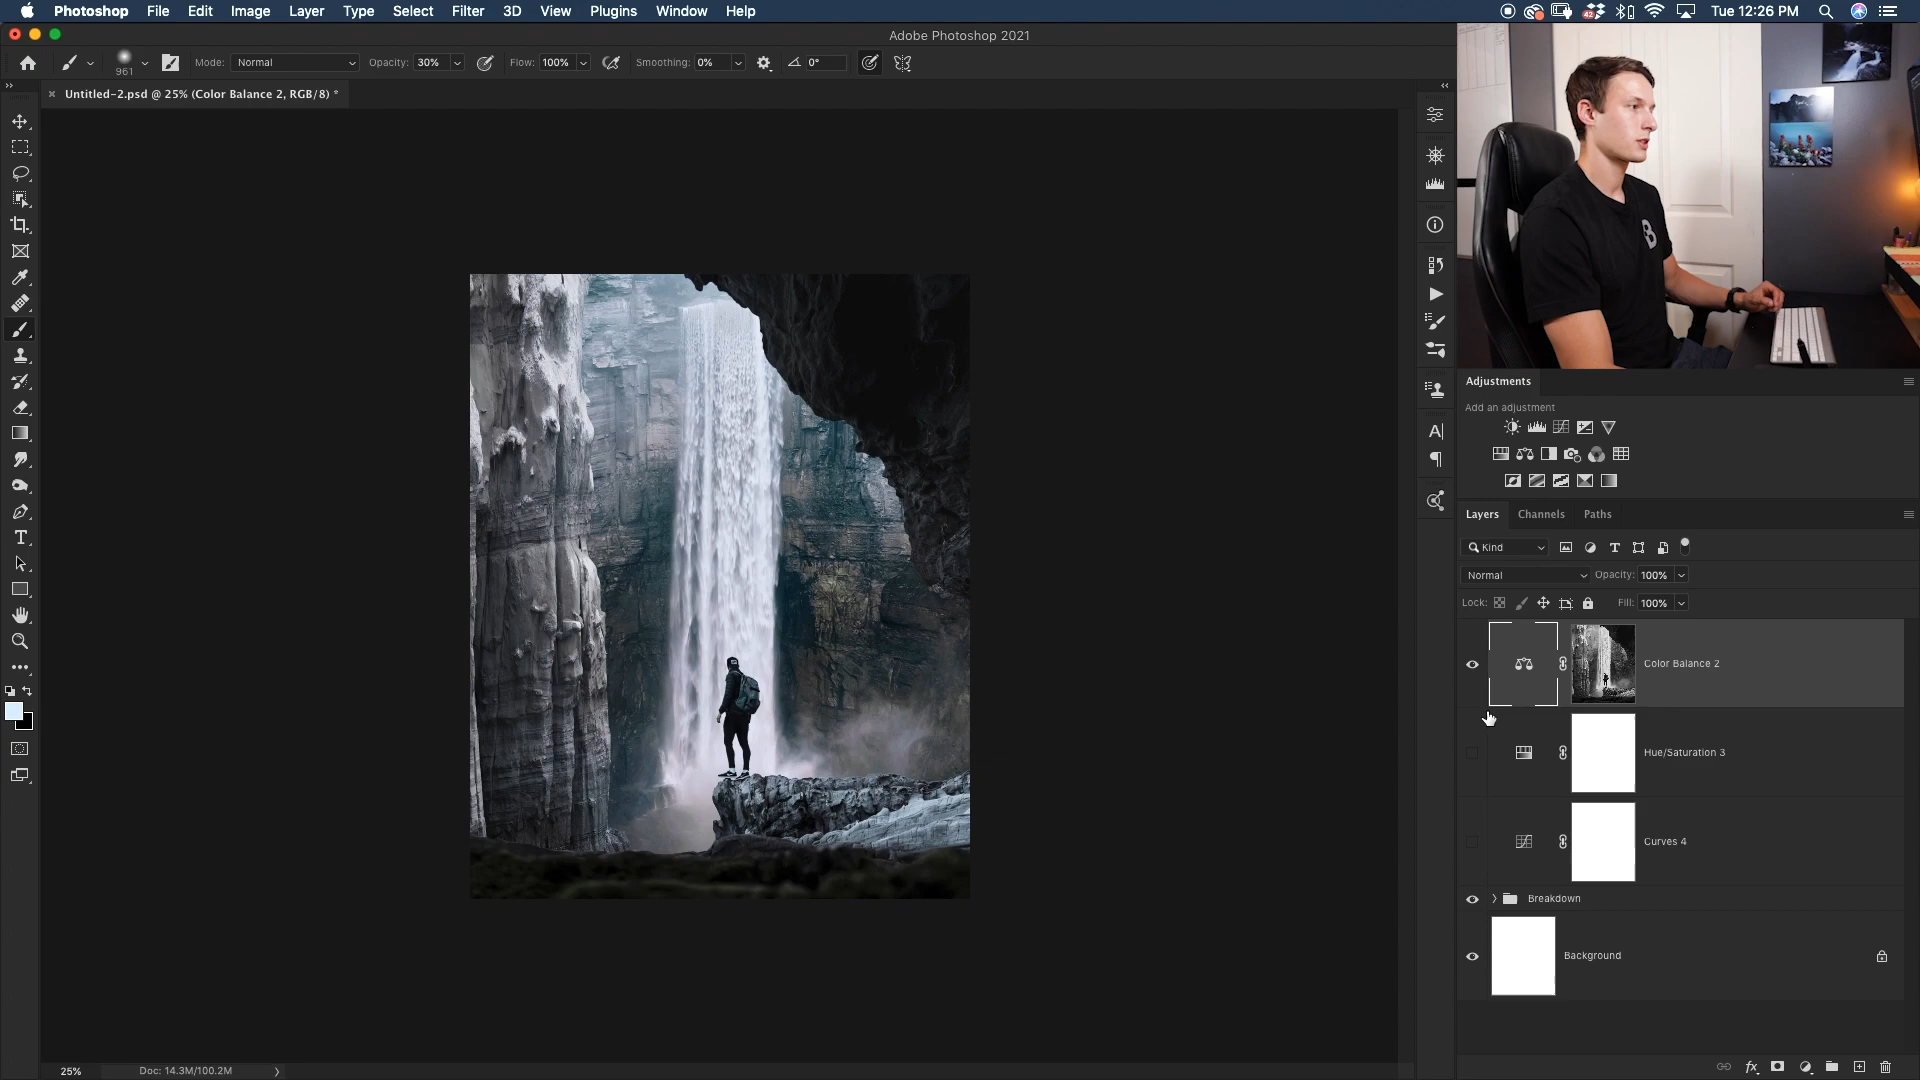 Photoshop File Edit Image Layer Type Select Filter 3D View Plugins Window Help
42
Tue 12:26 PM
Adobe Photoshop 2021
961
Mode: Normal
Opacity: 30%
Flow: 100%
Smoothing: 0%
0°
Untitled-2.psd @ 25% (Color Balance 2, RGB/8) *
B
Adjustments
Add an adjustment
Layers Channels Paths
Kind
Normal
Opacity: 100%
Lock:
Fill: 100%
Color Balance 2
Hue/Saturation 3
Curves 4
Breakdown
Background
25%
Doc: 14.3M/100.2M